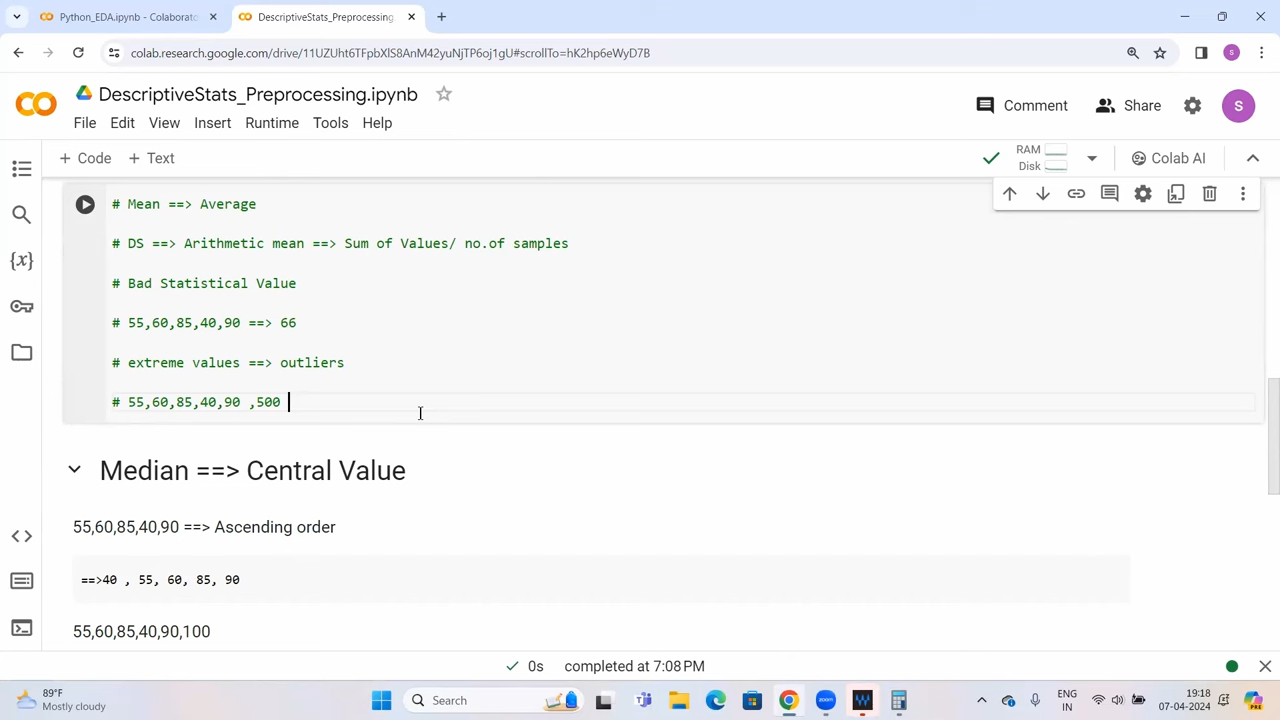 Python_EDA.ipynb - Colaborato
DescriptiveStats_Preprocessing.
colab.research.google.com/drive/11UZUht6TFpbXlS8AnM42yuNjTP6oj1gU#scrollTo=hK2hp6eWyD7B
S
DescriptiveStats_Preprocessing.ipynb
Comment
Share
S
File Edit View Insert Runtime Tools Help
+ Code + Text
RAM
Disk
Colab AI
# Mean ==> Average
# DS ==> Arithmetic mean ==> Sum of Values/ no.of samples
# Bad Statistical Value
# 55,60,85,40,90 ==> 66
# extreme values ==> outliers
# 55,60,85,40,90 ,500
Median ==> Central Value
55,60,85,40,90 ==> Ascending order
==>40 , 55, 60, 85, 90
55,60,85,40,90,100
0s completed at 7:08 PM
89°F
Mostly cloudy
Search
ENG
IN
19:18
07-04-2024